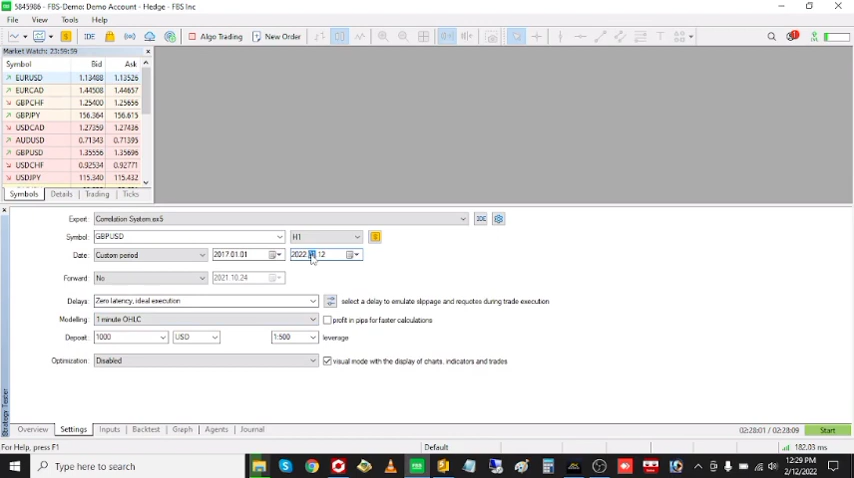 5845986 - FBS-Demo: Demo Account - Hedge - FBS Inc
File View Tools Help
IDE Algo Trading New Order
Market Watch: 23:59:59
Symbol Bid Ask
EURUSD 1.13488 1.13526
EURCAD 1.44508 1.44657
GBPCHF 1.25400 1.25656
GBPJPY 156.364 156.615
USDCAD 1.27359 1.27436
AUDUSD 0.71343 0.71395
GBPUSD 1.35556 1.35696
USDCHF 0.92534 0.92771
USDJPY 115.340 115.432
Symbols Details Trading Ticks
Expert: Correlation System.ex5 IDE
Symbol: GBPUSD H1 $
Date: Custom period 2017.01.01 2022 12
Forward: No 2021.10.24
Delays: Zero latency, ideal execution select a delay to emulate slippage and requotes during trade execution
Modelling: 1 minute OHLC profit in pips for faster calculations
Deposit: 1000 USD 1:500 leverage
Optimization: Disabled visual mode with the display of charts, indicators and trades
Strategy Tester
Overview Settings Inputs Backtest Graph Agents Journal 02:28:01 / 02:28:09 Start
For Help, press F1 Default 182.03 ms
Type here to search 12:29 PM
2/12/2022